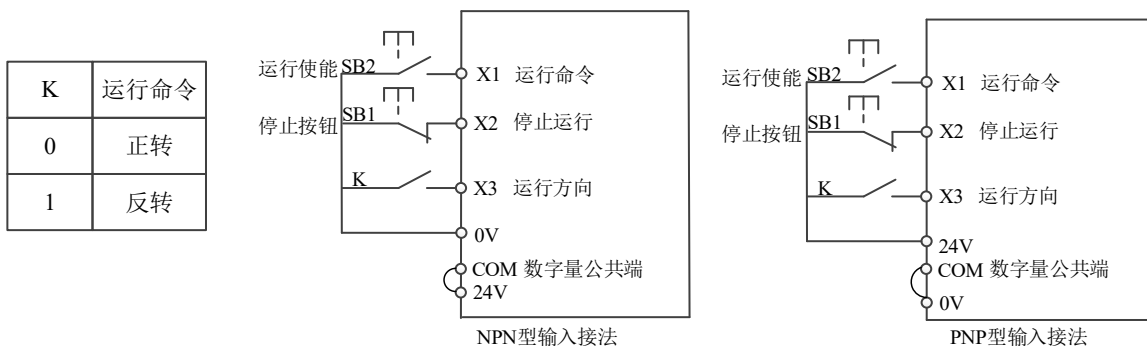 K 运行命令
0 正转
1 反转
运行使能 SB2 X1 运行命令
停止按钮 SB1 X2 停止运行
K X3 运行方向
0V
COM 数字量公共端
24V
NPN型输入接法
运行使能 SB2 X1 运行命令
停止按钮 SB1 X2 停止运行
K X3 运行方向
24V
COM 数字量公共端
0V
PNP型输入接法